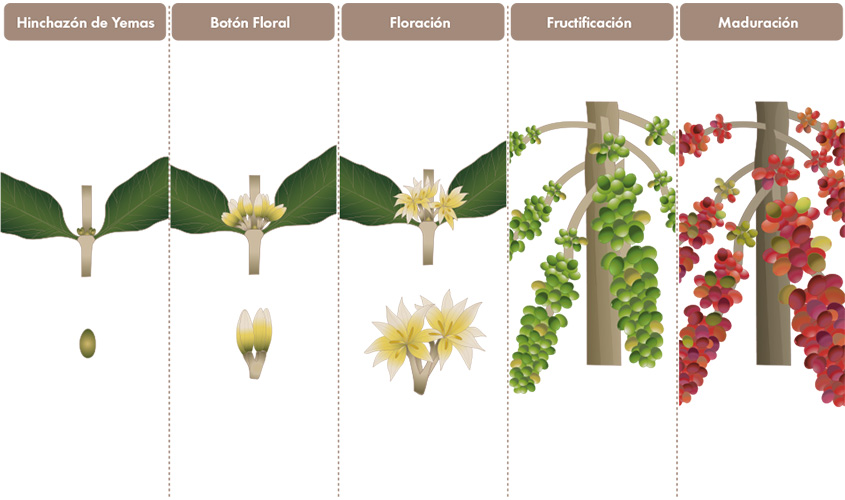 Hinchazón de Yemas
Botón Floral
Floración
Fructificación
Maduración